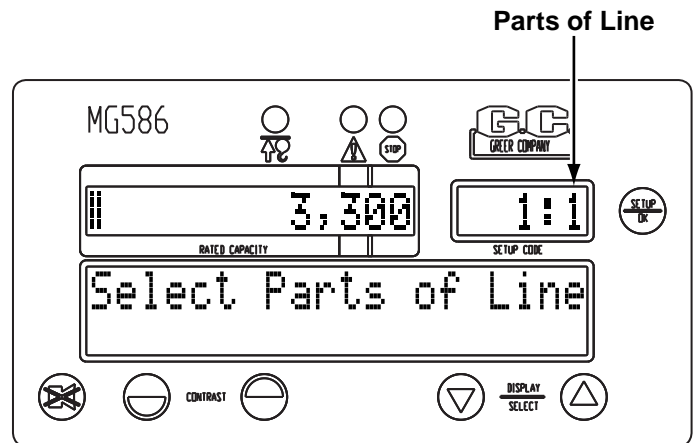 Parts of Line
MG586
G.C.
GREER COMPANY
STOP
3,300
1:1
SETUP
OK
RATED CAPACITY
SETUP CODE
Select Parts of Line
CONTRAST
DISPLAY
SELECT